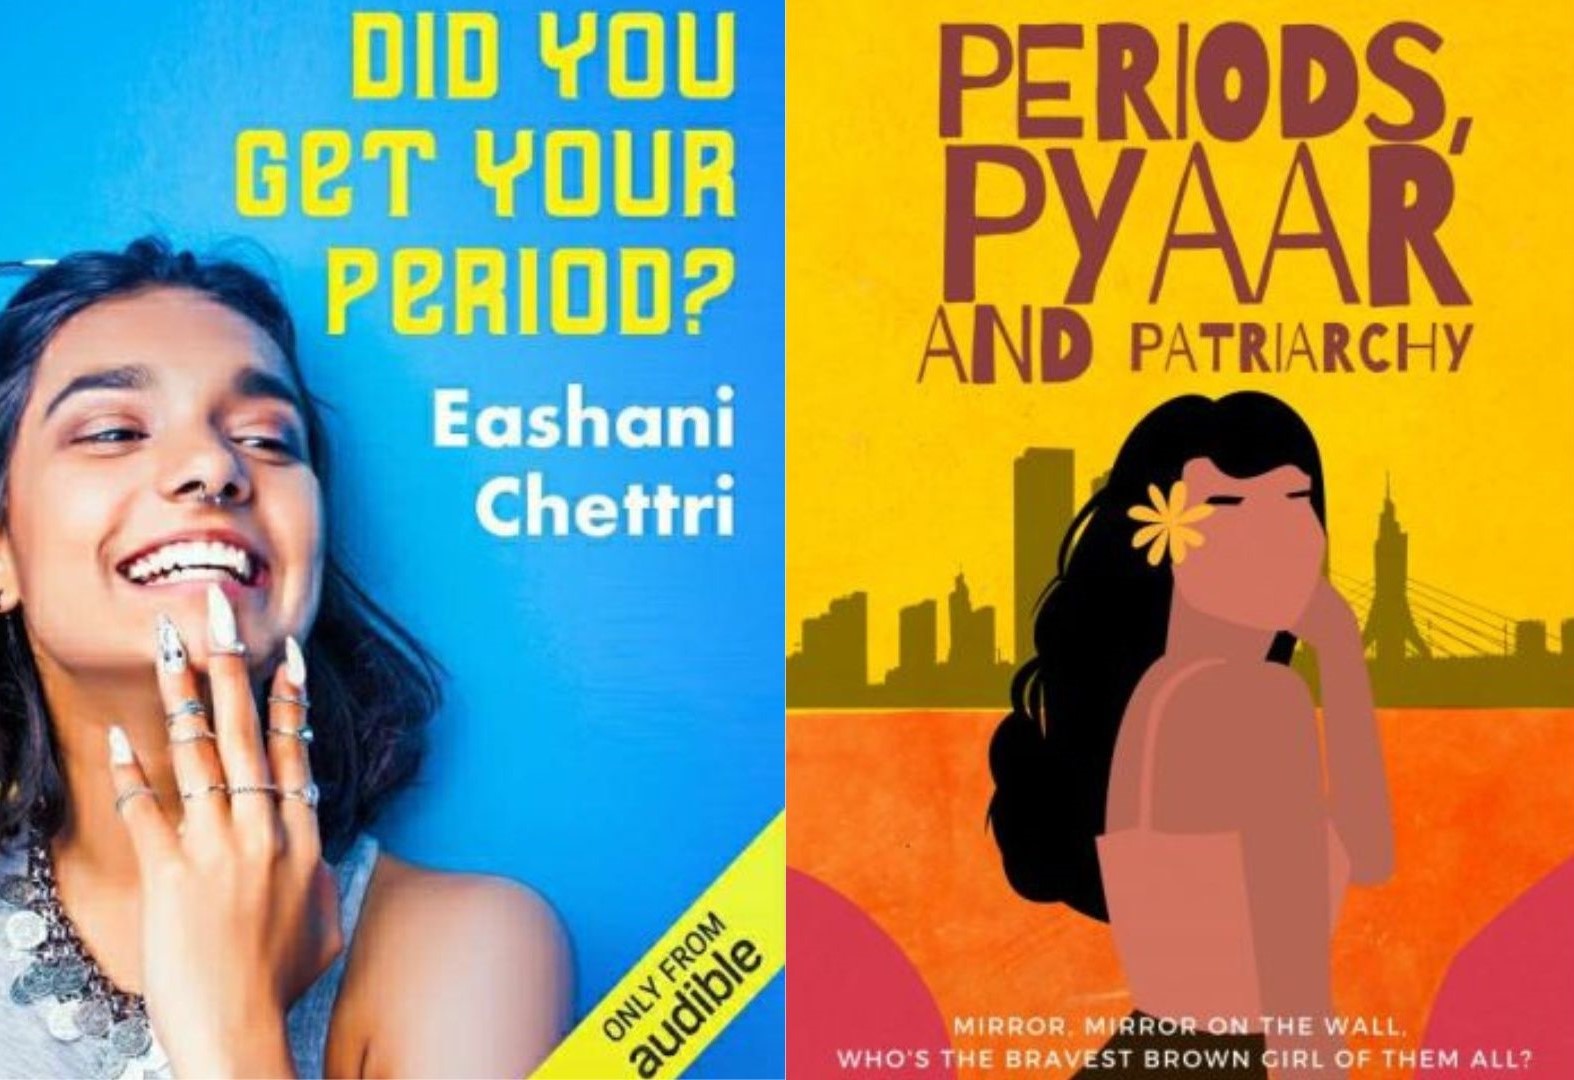 DID YOU
GET YOUR
PERIOD?
Eashani
Chettri
ONLY FROM
audible
PERIODS,
PYAAR
AND PATRIARCHY
MIRROR, MIRROR ON THE WALL,
WHO'S THE BRAVEST BROWN GIRL OF THEM ALL?